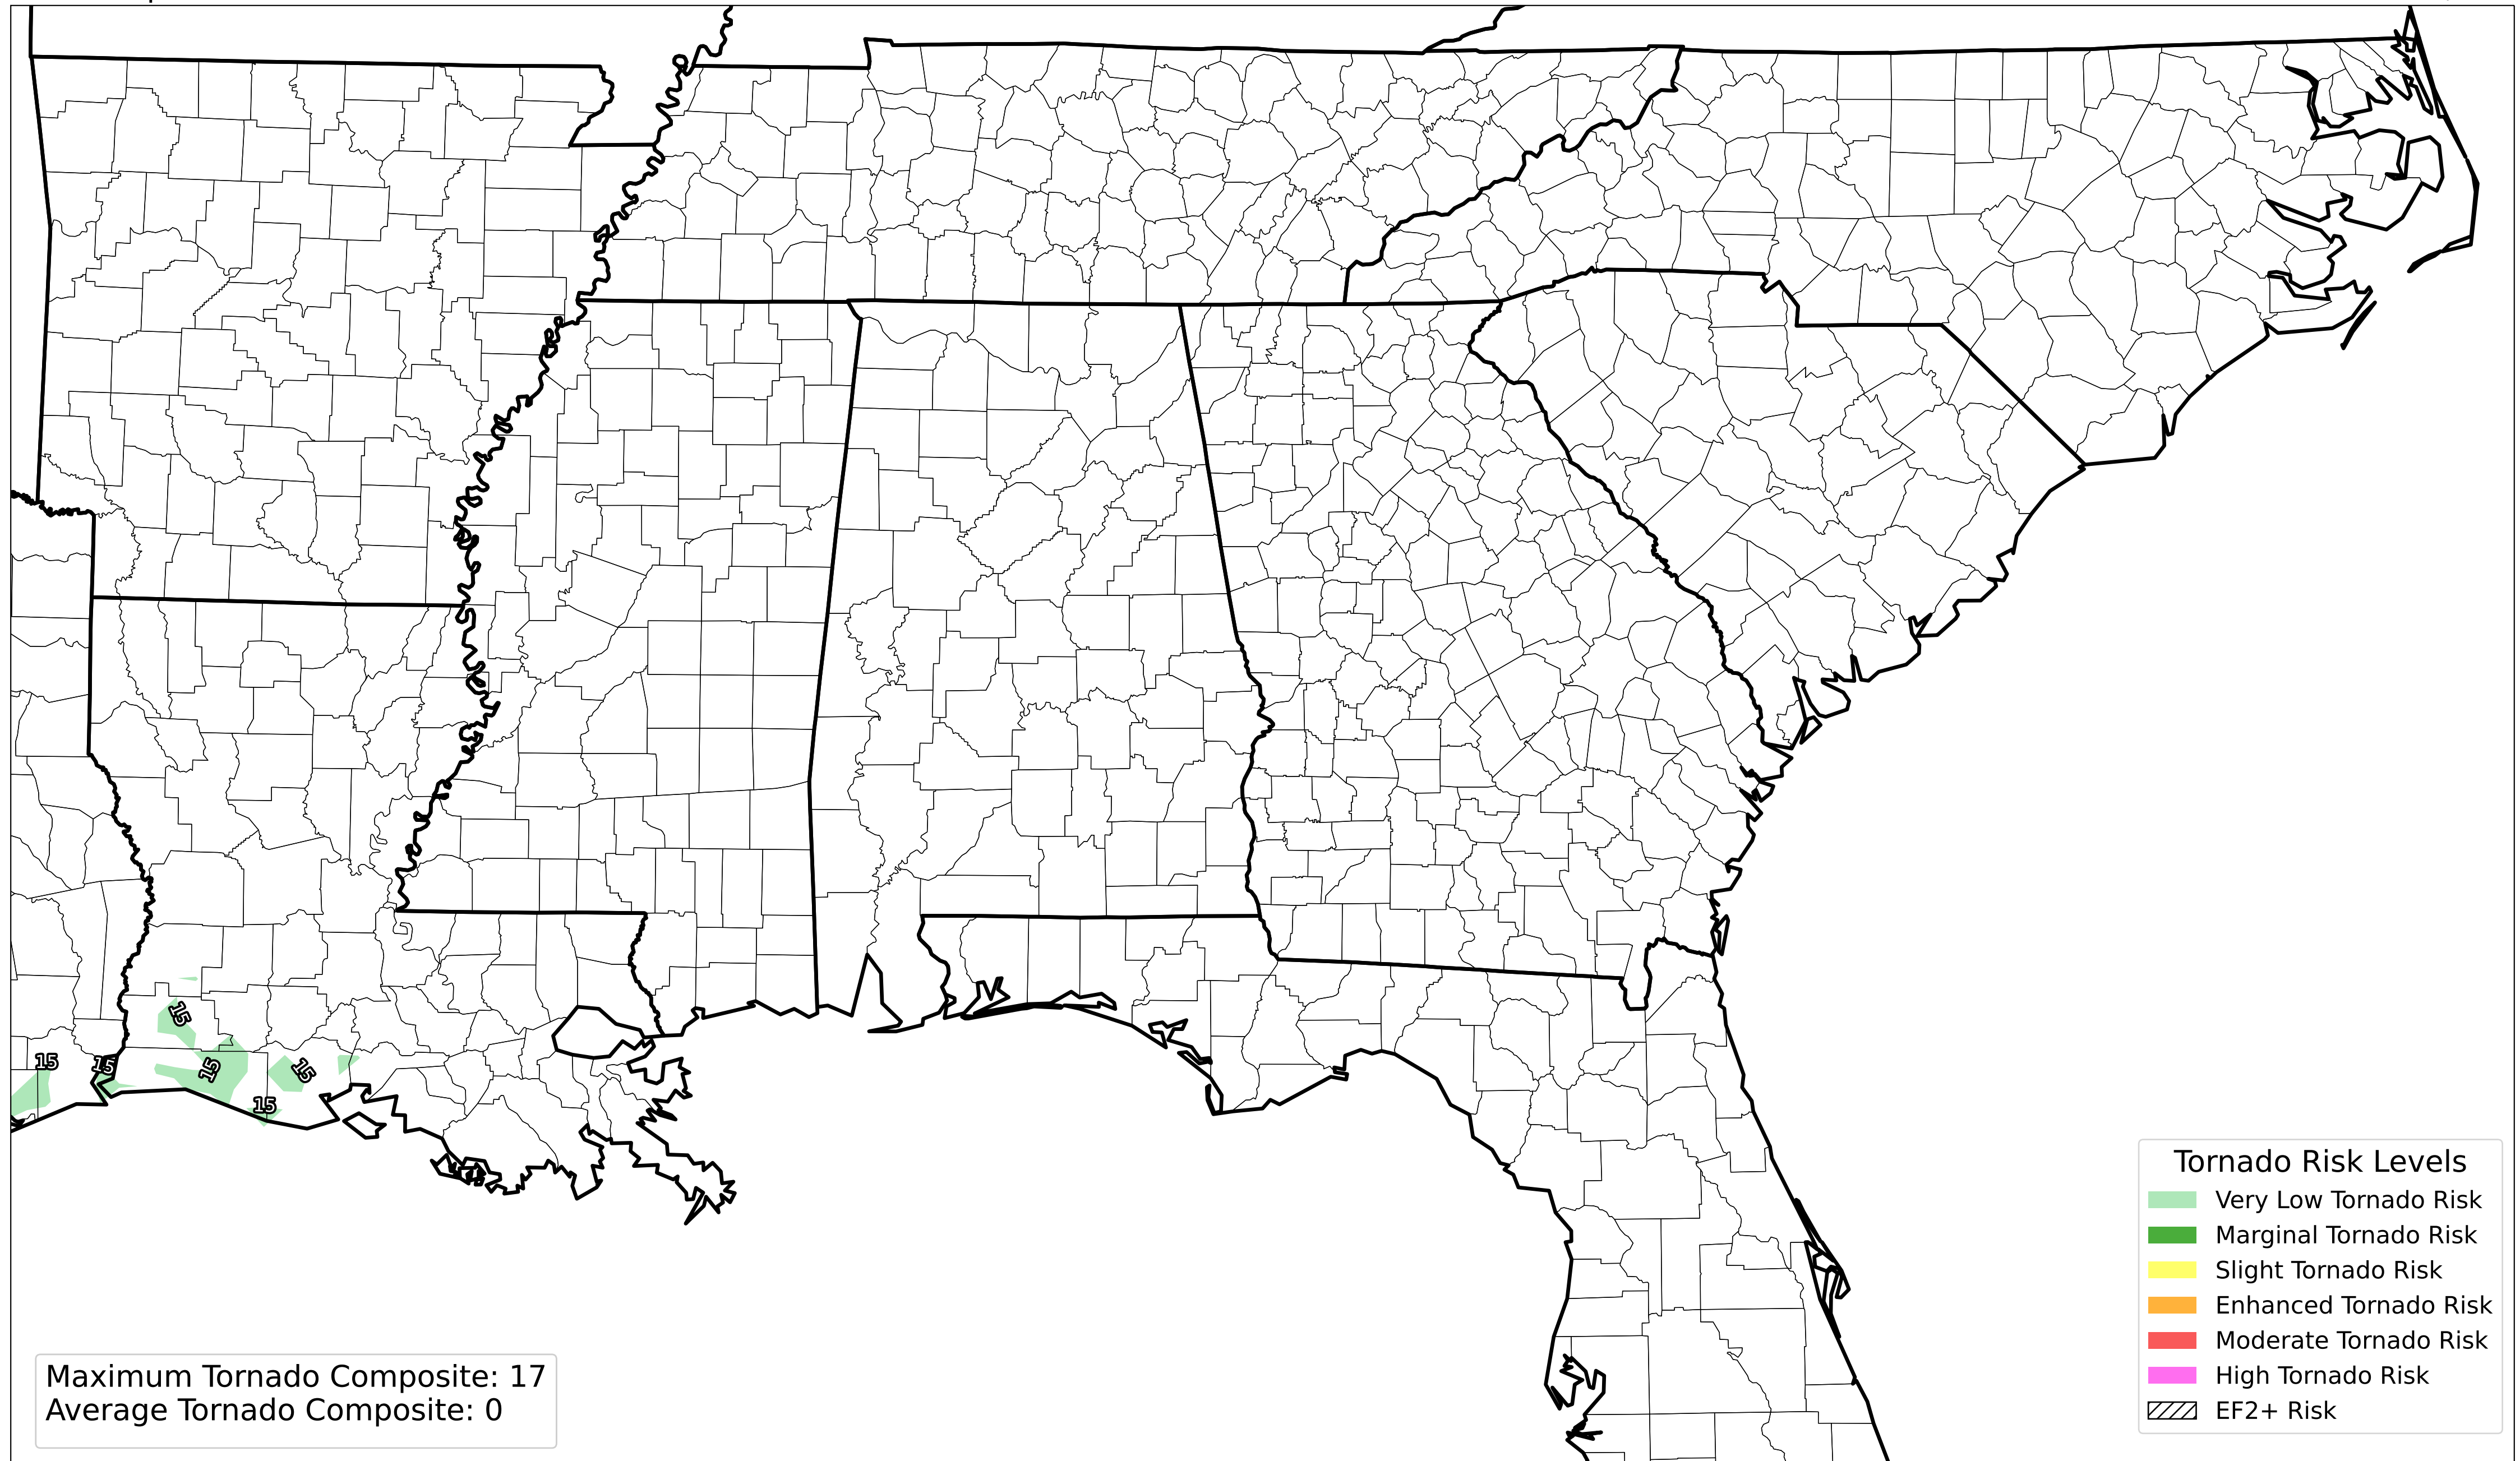 15
15
15
15
15
15
Tornado Risk Levels
Very Low Tornado Risk
Marginal Tornado Risk
Slight Tornado Risk
Enhanced Tornado Risk
Moderate Tornado Risk
High Tornado Risk
EF2+ Risk
Maximum Tornado Composite: 17
Average Tornado Composite: 0